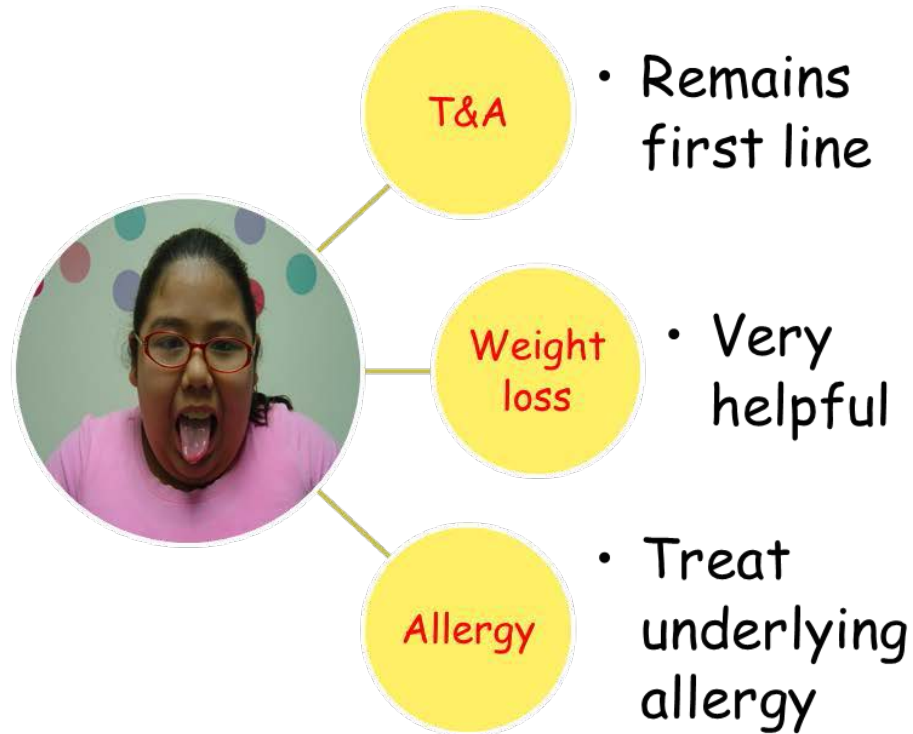 T&A
• Remains
first line
Weight
loss
• Very
helpful
Allergy
• Treat
underlying
allergy